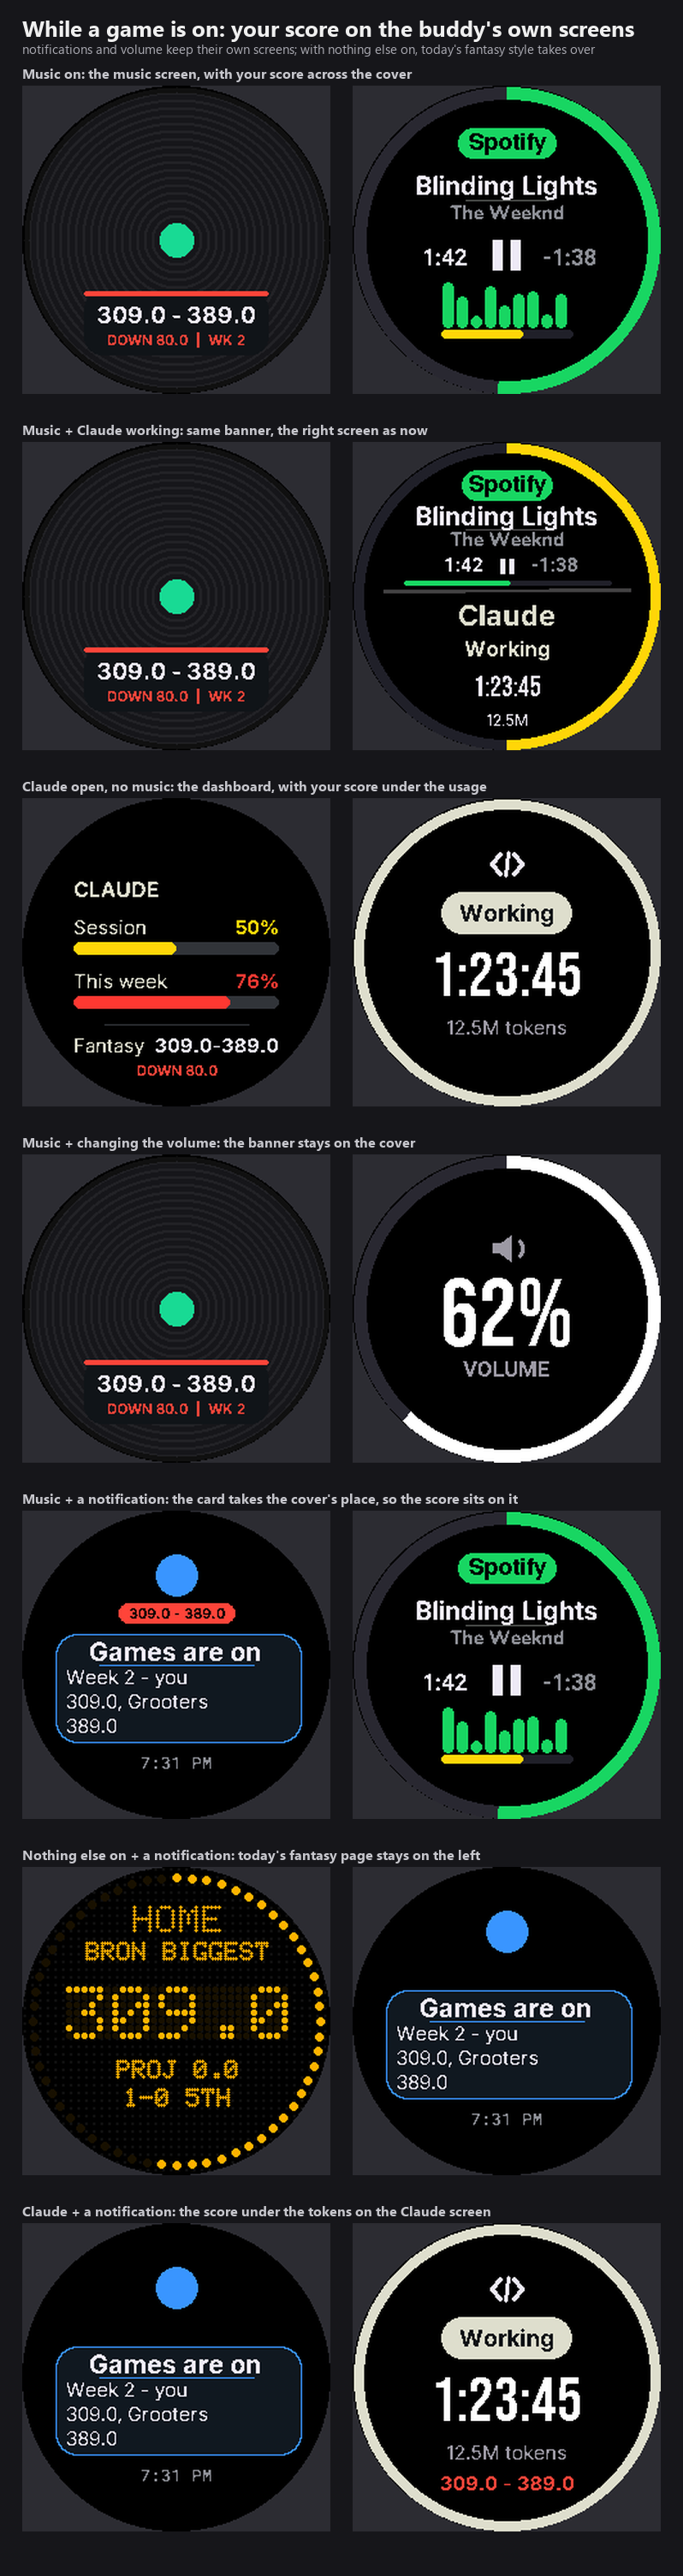 While a game is on: your score on the buddy's own screens
notifications and volume keep their own screens; with nothing else on, today's fantasy style takes over
Music on: the music screen, with your score across the cover
309.0 - 389.0
DOWN 80.0 | WK 2
Spotify
Blinding Lights
The Weeknd
1:42 -1:38
Music + Claude working: same banner, the right screen as now
309.0 - 389.0
DOWN 80.0 | WK 2
Spotify
Blinding Lights
The Weeknd
1:42 -1:38
Claude
Working
1:23:45
12.5M
Claude open, no music: the dashboard, with your score under the usage
CLAUDE
Session 50%
This week 76%
Fantasy 309.0-389.0
DOWN 80.0
</>
Working
1:23:45
12.5M tokens
Music + changing the volume: the banner stays on the cover
309.0 - 389.0
DOWN 80.0 | WK 2
62%
VOLUME
Music + a notification: the card takes the cover's place, so the score sits on it
309.0 - 389.0
Games are on
Week 2 - you
309.0, Grooters
389.0
7:31 PM
Spotify
Blinding Lights
The Weeknd
1:42 -1:38
Nothing else on + a notification: today's fantasy page stays on the left
HOME
BRON BIGGEST
309.0
PROJ 0.0
1-0 5TH
Games are on
Week 2 - you
309.0, Grooters
389.0
7:31 PM
Claude + a notification: the score under the tokens on the Claude screen
Games are on
Week 2 - you
309.0, Grooters
389.0
7:31 PM
</>
Working
1:23:45
12.5M tokens
309.0 - 389.0